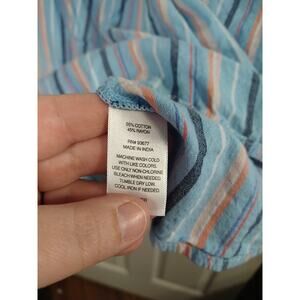 55% COTTON
45% RAYON
RN# 93677
MADE IN INDIA
MACHINE WASH COLD
WITH LIKE COLORS.
USE ONLY NON-CHLORINE
BLEACH WHEN NEEDED.
TUMBLE DRY LOW.
COOL IRON IF NEEDED.